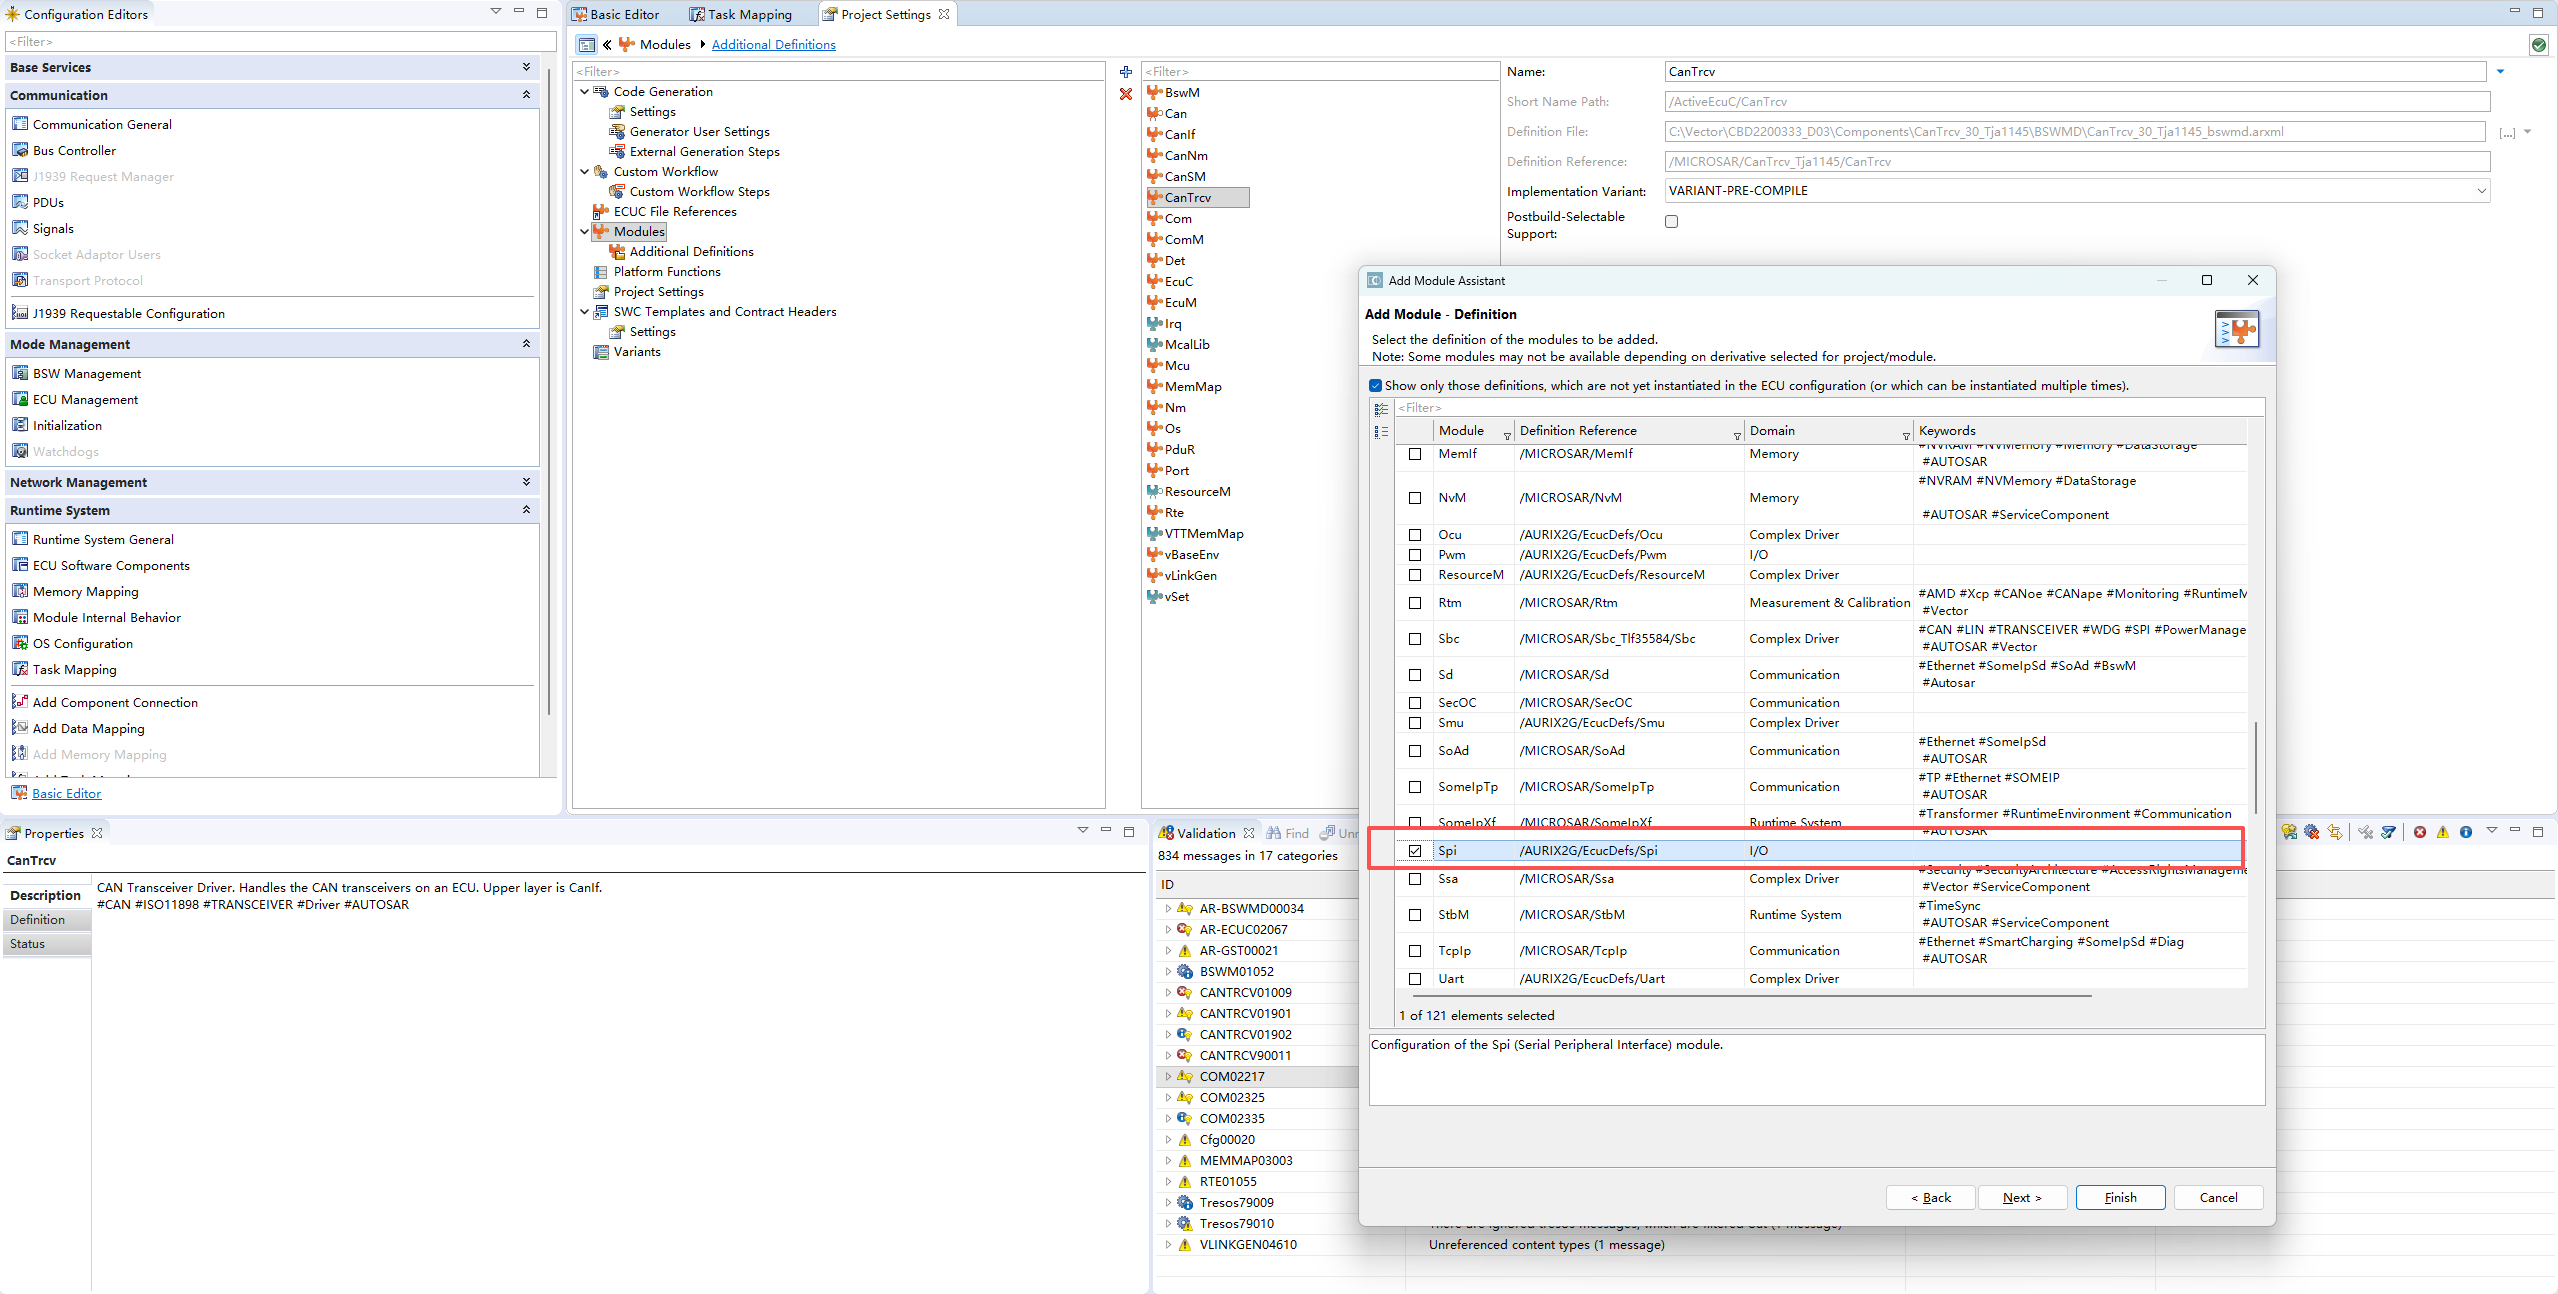 Configuration Editors
<Filter>
Base Services
Communication
Communication General
Bus Controller
J1939 Request Manager
PDUs
Signals
Socket Adaptor Users
Transport Protocol
J1939 Requestable Configuration
Mode Management
BSW Management
ECU Management
Initialization
Watchdogs
Network Management
Runtime System
Runtime System General
ECU Software Components
Memory Mapping
Module Internal Behavior
OS Configuration
Task Mapping
Add Component Connection
Add Data Mapping
Add Memory Mapping
Basic Editor
Basic Editor Task Mapping Project Settings
Modules Additional Definitions
<Filter>
Code Generation
Settings
Generator User Settings
External Generation Steps
Custom Workflow
Custom Workflow Steps
ECUC File References
Modules
Additional Definitions
Platform Functions
Project Settings
SWC Templates and Contract Headers
Settings
Variants
<Filter>
BswM
Can
CanIf
CanNm
CanSM
CanTrcv
Com
ComM
Det
EcuC
EcuM
Irq
McalLib
Mcu
MemMap
Nm
Os
PduR
Port
ResourceM
Rte
VTTMemMap
vBaseEnv
vLinkGen
vSet
Name: CanTrcv
Short Name Path: /ActiveEcuC/CanTrcv
Definition File: C:\Vector\CBD2200333_D03\Components\CanTrcv_30_Tja1145\BSWMD\CanTrcv_30_Tja1145_bswmd.arxml [...]
Definition Reference: /MICROSAR/CanTrcv_Tja1145/CanTrcv
Implementation Variant: VARIANT-PRE-COMPILE
Postbuild-Selectable
Support:
Add Module Assistant
Add Module - Definition
Select the definition of the modules to be added.
Note: Some modules may not be available depending on derivative selected for project/module.
Show only those definitions, which are not yet instantiated in the ECU configuration (or which can be instantiated multiple times).
<Filter>
Module Definition Reference Domain Keywords
MemIf /MICROSAR/MemIf Memory #NVRAM #NVMemory #Memory #DataStorage
#AUTOSAR
NvM /MICROSAR/NvM Memory #NVRAM #NVMemory #DataStorage
#AUTOSAR #ServiceComponent
Ocu /AURIX2G/EcucDefs/Ocu Complex Driver
Pwm /AURIX2G/EcucDefs/Pwm I/O
ResourceM /AURIX2G/EcucDefs/ResourceM Complex Driver
Rtm /MICROSAR/Rtm Measurement & Calibration #AMD #Xcp #CANoe #CANape #Monitoring #RuntimeM
#Vector
Sbc /MICROSAR/Sbc_Tlf35584/Sbc Complex Driver #CAN #LIN #TRANSCEIVER #WDG #SPI #PowerManage
#AUTOSAR #Vector
Sd /MICROSAR/Sd Communication #Ethernet #SomeIpSd #SoAd #BswM
#Autosar
SecOC /MICROSAR/SecOC Communication
Smu /AURIX2G/EcucDefs/Smu Complex Driver
SoAd /MICROSAR/SoAd Communication #Ethernet #SomeIpSd
#AUTOSAR
SomeIpTp /MICROSAR/SomeIpTp Communication #TP #Ethernet #SOMEIP
#AUTOSAR
SomeIpXf /MICROSAR/SomeIpXf Runtime System #Transformer #RuntimeEnvironment #Communication
#AUTOSAR
Spi /AURIX2G/EcucDefs/Spi I/O
Ssa /MICROSAR/Ssa Complex Driver #Security #SecurityArchitecture #AccessRightsManageme
#Vector #ServiceComponent
StbM /MICROSAR/StbM Runtime System #TimeSync
#AUTOSAR #ServiceComponent
TcpIp /MICROSAR/TcpIp Communication #Ethernet #SmartCharging #SomeIpSd #Diag
#AUTOSAR
Uart /AURIX2G/EcucDefs/Uart Complex Driver
1 of 121 elements selected
Configuration of the Spi (Serial Peripheral Interface) module.
< Back Next > Finish Cancel
Properties
CanTrcv
Description
Definition
Status
CAN Transceiver Driver. Handles the CAN transceivers on an ECU. Upper layer is CanIf.
#CAN #ISO11898 #TRANSCEIVER #Driver #AUTOSAR
Validation Find
834 messages in 17 categories
ID
AR-BSWMD00034
AR-ECUC02067
AR-GST00021
BSWM01052
CANTRCV01009
CANTRCV01901
CANTRCV01902
CANTRCV90011
COM02217
COM02325
COM02335
Cfg00020
MEMMAP03003
RTE01055
Tresos79009
Tresos79010 There are ignored tresos messages, which are filtered out (1 message)
VLINKGEN04610 Unreferenced content types (1 message)